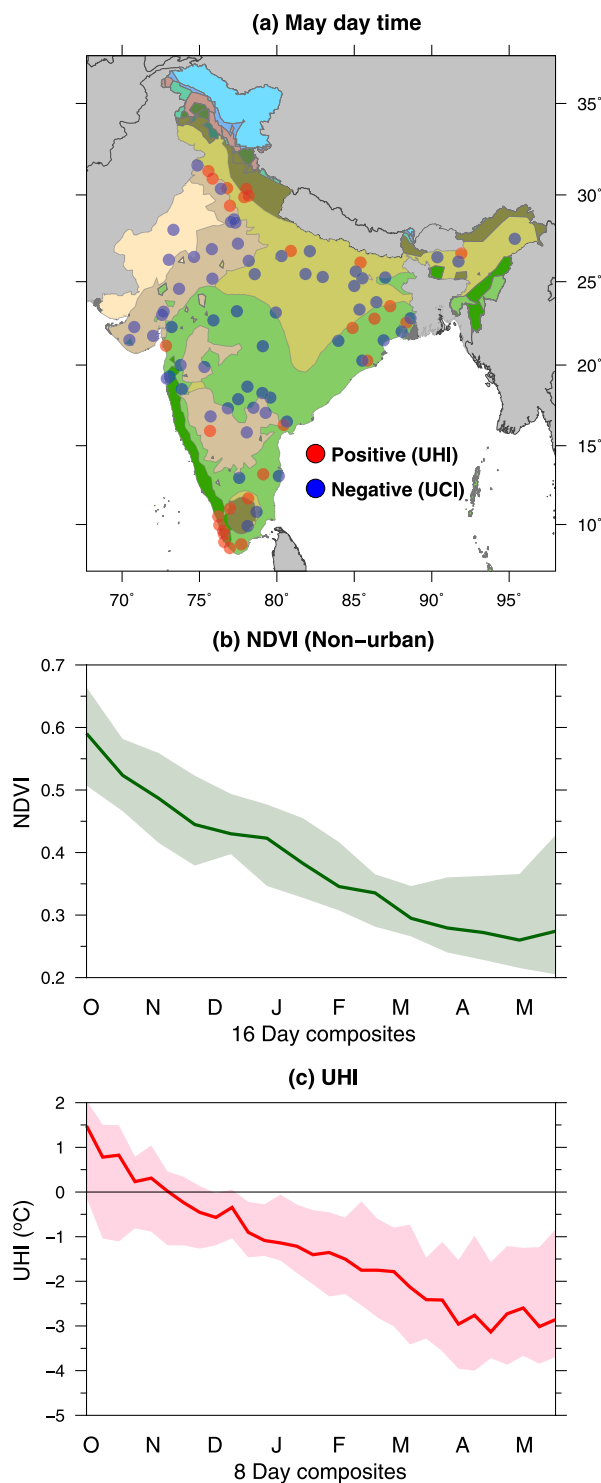 (a) May day time
35˚
30˚
25˚
20˚
15˚
10˚
Positive (UHI)
Negative (UCI)
70˚ 75˚ 80˚ 85˚ 90˚ 95˚
(b) NDVI (Non−urban)
0.7
0.6
0.5
0.4
0.3
0.2
NDVI
O N D J F M A M
16 Day composites
(c) UHI
2
1
0
−1
−2
−3
−4
−5
UHI (ºC)
O N D J F M A M
8 Day composites